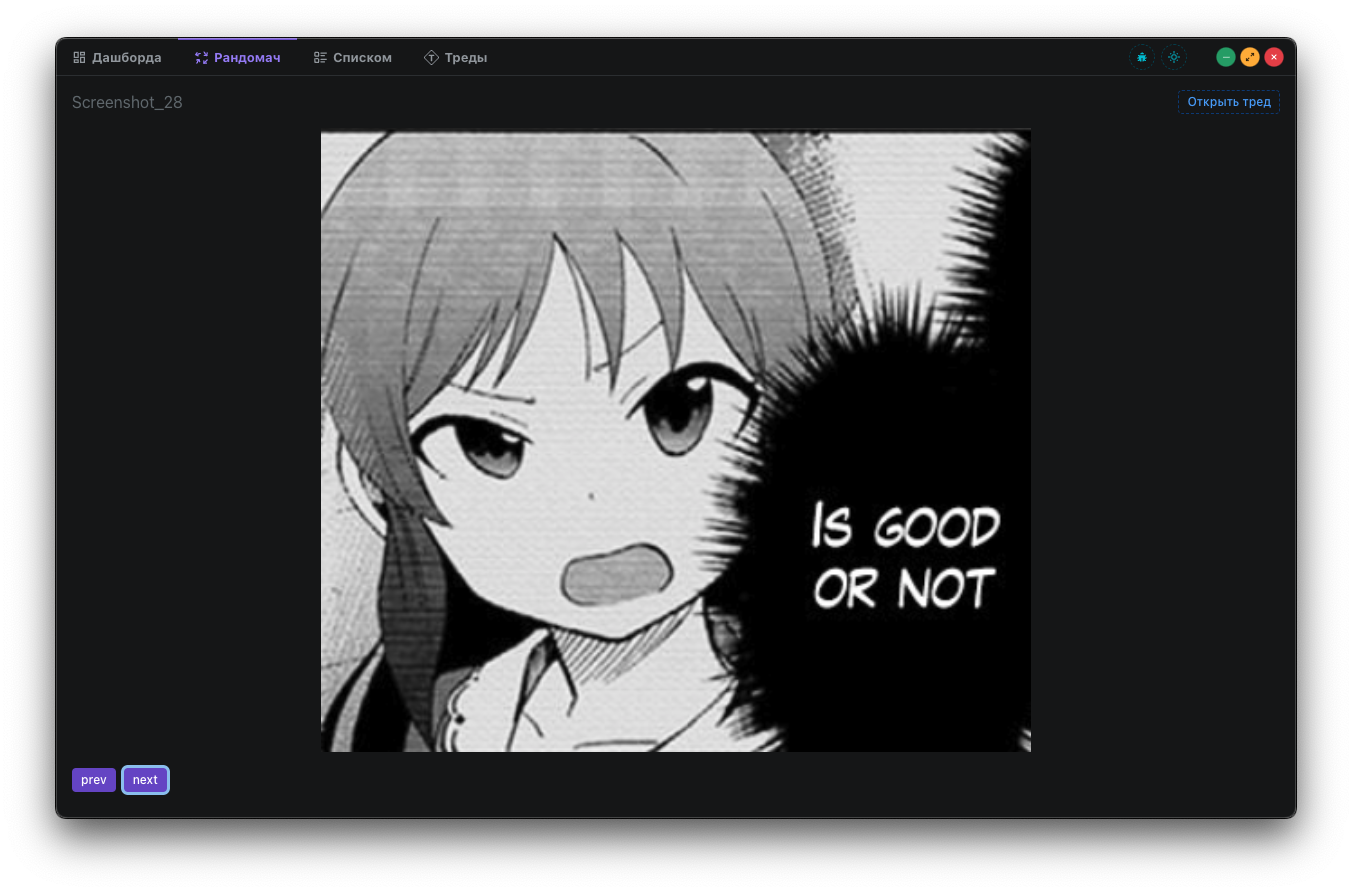 Дашборда Рандомач Списком Треды
Screenshot_28 Открыть тред
IS GOOD
OR NOT
prev next